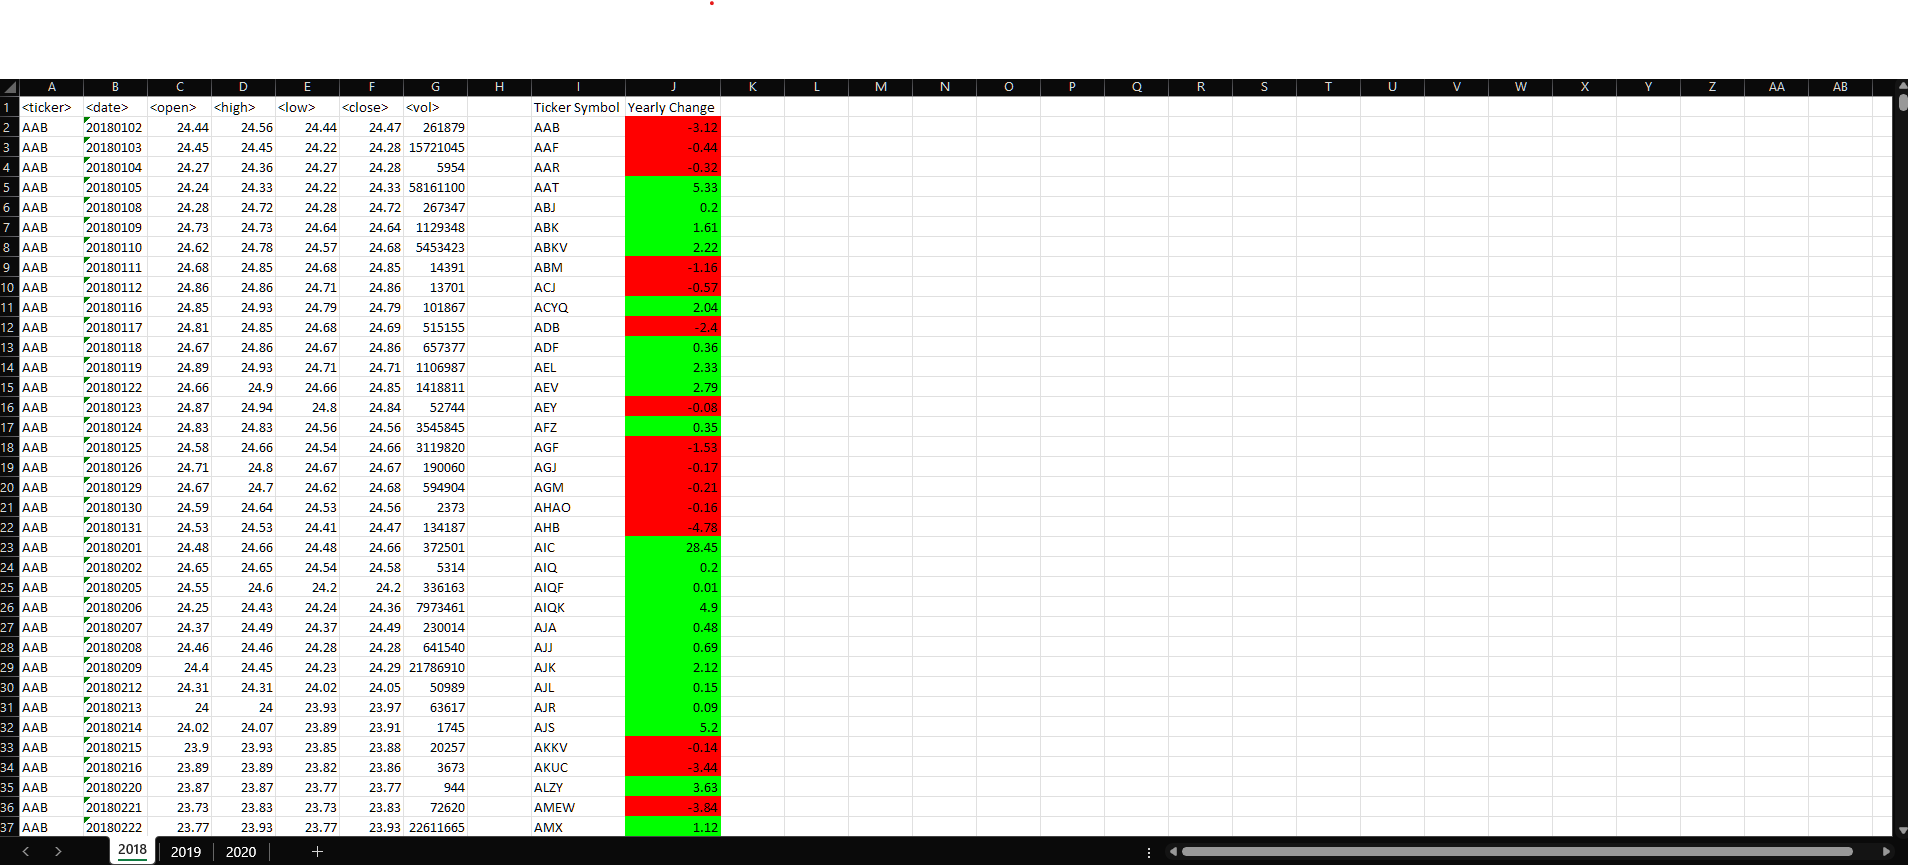 A B C D E F G H I J K L M N O P Q R S T U V W X Y Z AA AB
1 <ticker> <date> <open> <high> <low> <close> <vol> Ticker Symbol Yearly Change
2 AAB 20180102 24.44 24.56 24.44 24.47 261879 AAB -3.12
3 AAB 20180103 24.45 24.45 24.22 24.28 15721045 AAF -0.44
4 AAB 20180104 24.27 24.36 24.27 24.28 5954 AAR -0.32
5 AAB 20180105 24.24 24.33 24.22 24.33 58161100 AAT 5.33
6 AAB 20180108 24.28 24.72 24.28 24.72 267347 ABJ 0.2
7 AAB 20180109 24.73 24.73 24.64 24.64 1129348 ABK 1.61
8 AAB 20180110 24.62 24.78 24.57 24.68 5453423 ABKV 2.22
9 AAB 20180111 24.68 24.85 24.68 24.85 14391 ABM -1.16
10 AAB 20180112 24.86 24.86 24.71 24.86 13701 ACJ -0.57
11 AAB 20180116 24.85 24.93 24.79 24.79 101867 ACYQ 2.04
12 AAB 20180117 24.81 24.85 24.68 24.69 515155 ADB -2.4
13 AAB 20180118 24.67 24.86 24.67 24.86 657377 ADF 0.36
14 AAB 20180119 24.89 24.93 24.71 24.71 1106987 AEL 2.33
15 AAB 20180122 24.66 24.9 24.66 24.85 1418811 AEV 2.79
16 AAB 20180123 24.87 24.94 24.8 24.84 52744 AEY -0.08
17 AAB 20180124 24.83 24.83 24.56 24.56 3545845 AFZ 0.35
18 AAB 20180125 24.58 24.66 24.54 24.66 3119820 AGF -1.53
19 AAB 20180126 24.71 24.8 24.67 24.67 190060 AGJ -0.17
20 AAB 20180129 24.67 24.7 24.62 24.68 594904 AGM -0.21
21 AAB 20180130 24.59 24.64 24.53 24.56 2373 AHAO -0.16
22 AAB 20180131 24.53 24.53 24.41 24.47 134187 AHB -4.78
23 AAB 20180201 24.48 24.66 24.48 24.66 372501 AIC 28.45
24 AAB 20180202 24.65 24.65 24.54 24.58 5314 AIQ 0.2
25 AAB 20180205 24.55 24.6 24.2 24.2 336163 AIQF 0.01
26 AAB 20180206 24.25 24.43 24.24 24.36 7973461 AIQK 4.9
27 AAB 20180207 24.37 24.49 24.37 24.49 230014 AJA 0.48
28 AAB 20180208 24.46 24.46 24.28 24.28 641540 AJJ 0.69
29 AAB 20180209 24.4 24.45 24.23 24.29 21786910 AJK 2.12
30 AAB 20180212 24.31 24.31 24.02 24.05 50989 AJL 0.15
31 AAB 20180213 24 24 23.93 23.97 63617 AJR 0.09
32 AAB 20180214 24.02 24.07 23.89 23.91 1745 AJS 5.2
33 AAB 20180215 23.9 23.93 23.85 23.88 20257 AKKV -0.14
34 AAB 20180216 23.89 23.89 23.82 23.86 3673 AKUC -3.44
35 AAB 20180220 23.87 23.87 23.77 23.77 944 ALZY 3.63
36 AAB 20180221 23.73 23.83 23.73 23.83 72620 AMEW -3.84
37 AAB 20180222 23.77 23.93 23.77 23.93 22611665 AMX 1.12
2018 2019 2020